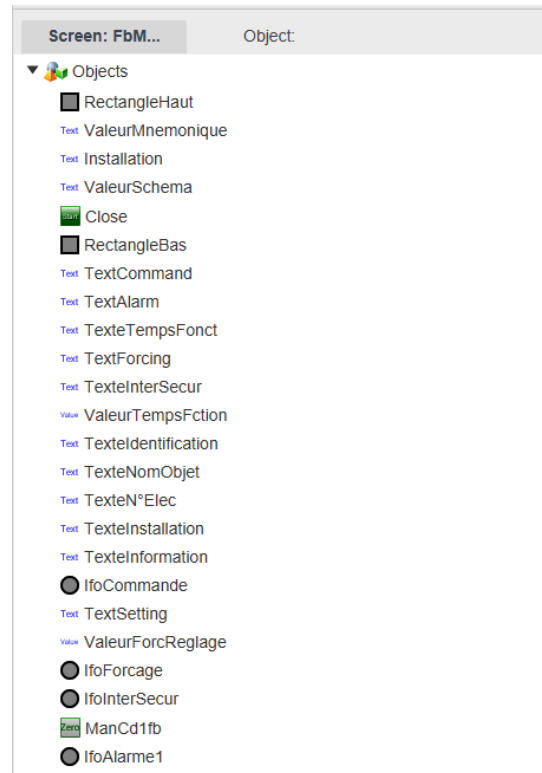 Screen: FbM... Object:
Objects
RectangleHaut
Text ValeurMnemonique
Text Installation
Text ValeurSchema
Start Close
RectangleBas
Text TextCommand
Text TextAlarm
Text TexteTempsFonct
Text TextForcing
Text TexteInterSecur
Value ValeurTempsFction
Text TexteIdentification
Text TexteNomObjet
Text TexteN°Elec
Text TexteInstallation
Text TexteInformation
IfoCommande
Text TextSetting
Value ValeurForcReglage
IfoForcage
IfoInterSecur
Zero ManCd1fb
IfoAlarme1